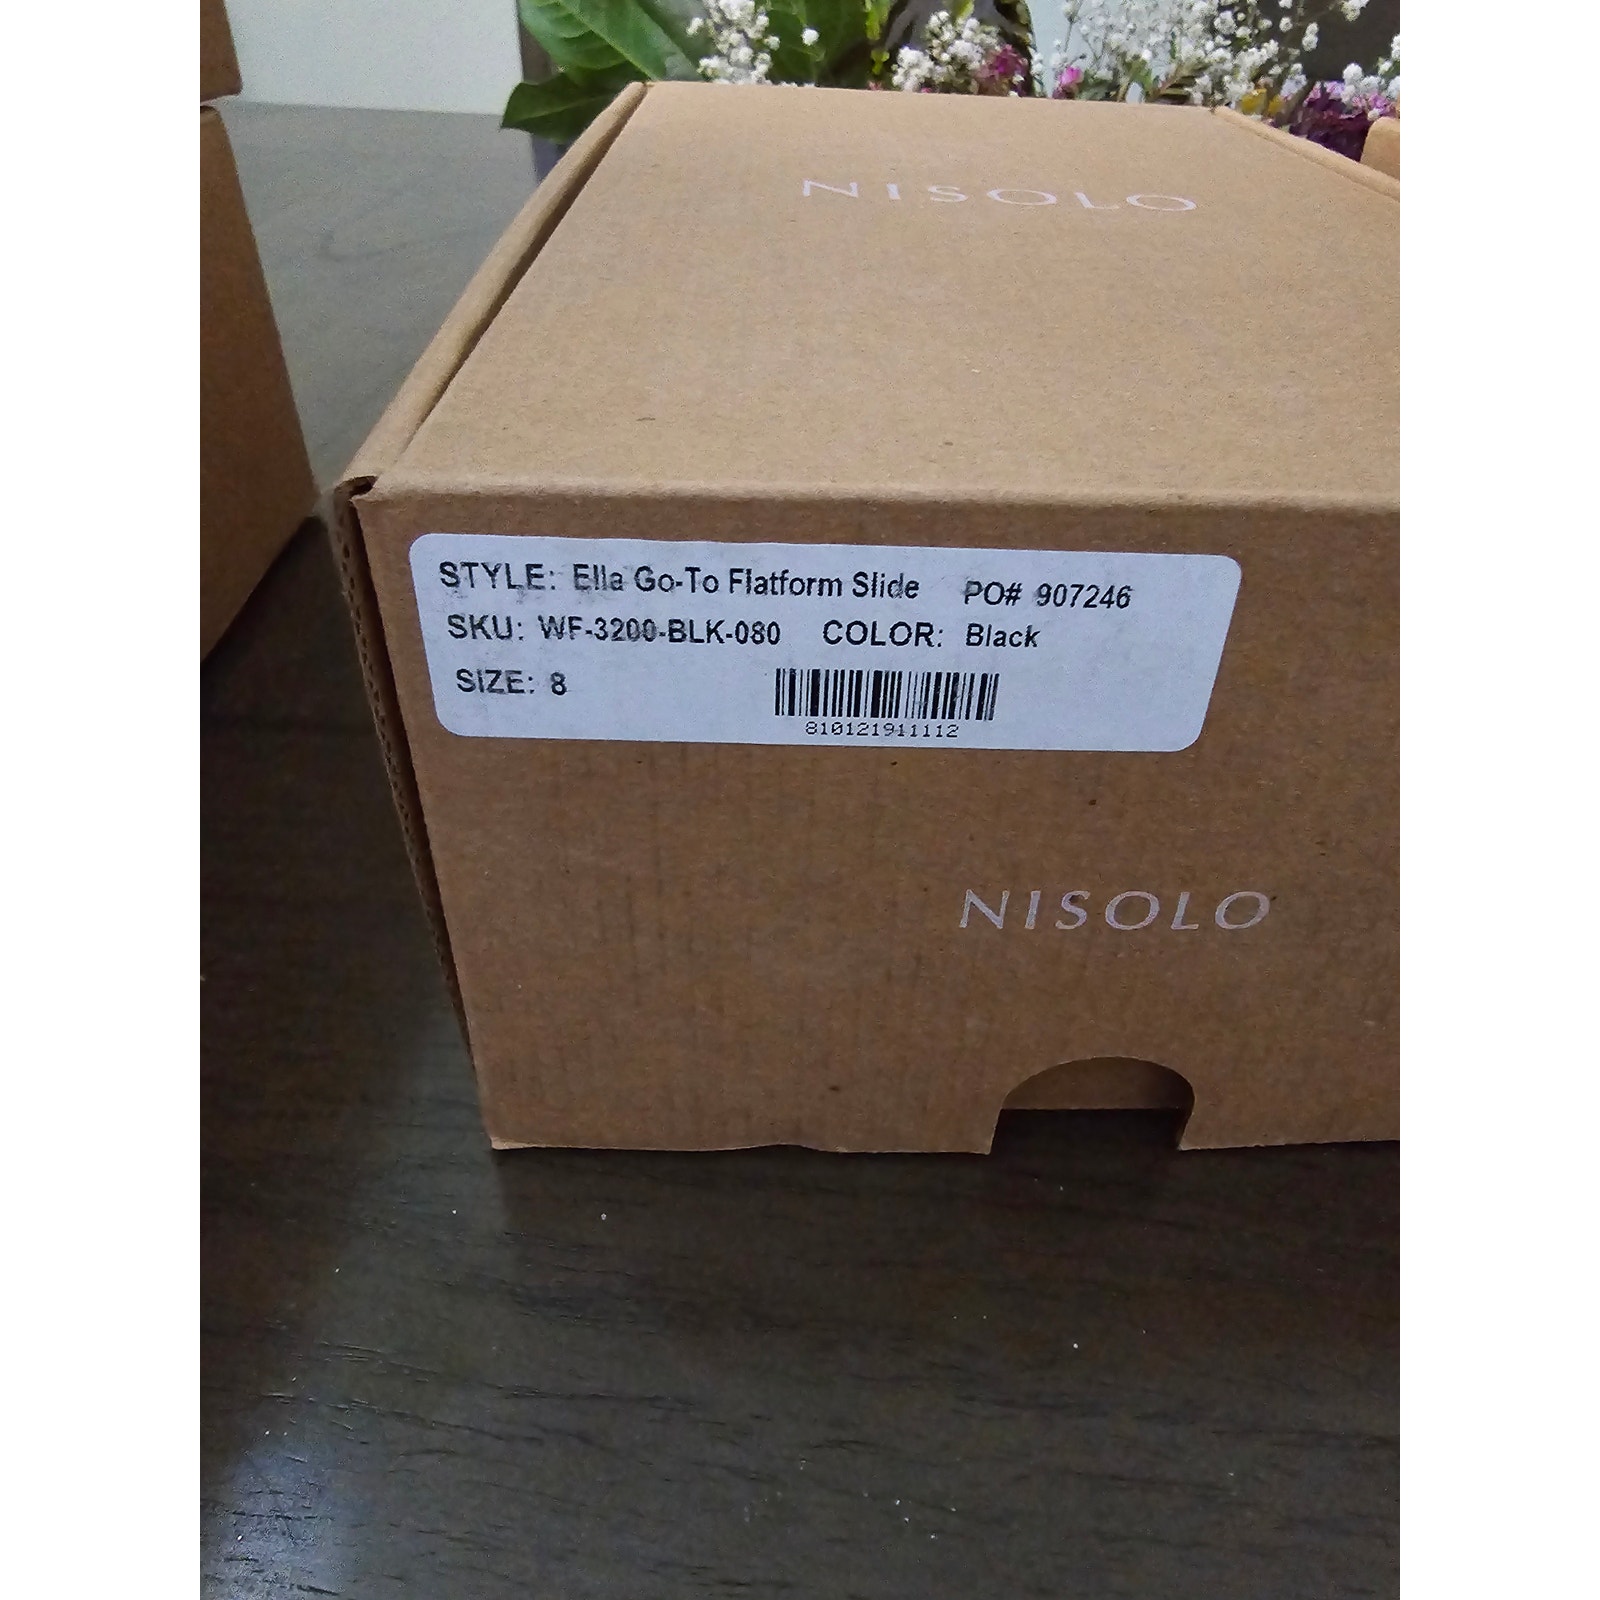 NISOLO
STYLE: Ella Go-To Flatform Slide PO# 907246
SKU: WF-3200-BLK-080 COLOR: Black
SIZE: 8
810121911112
NISOLO